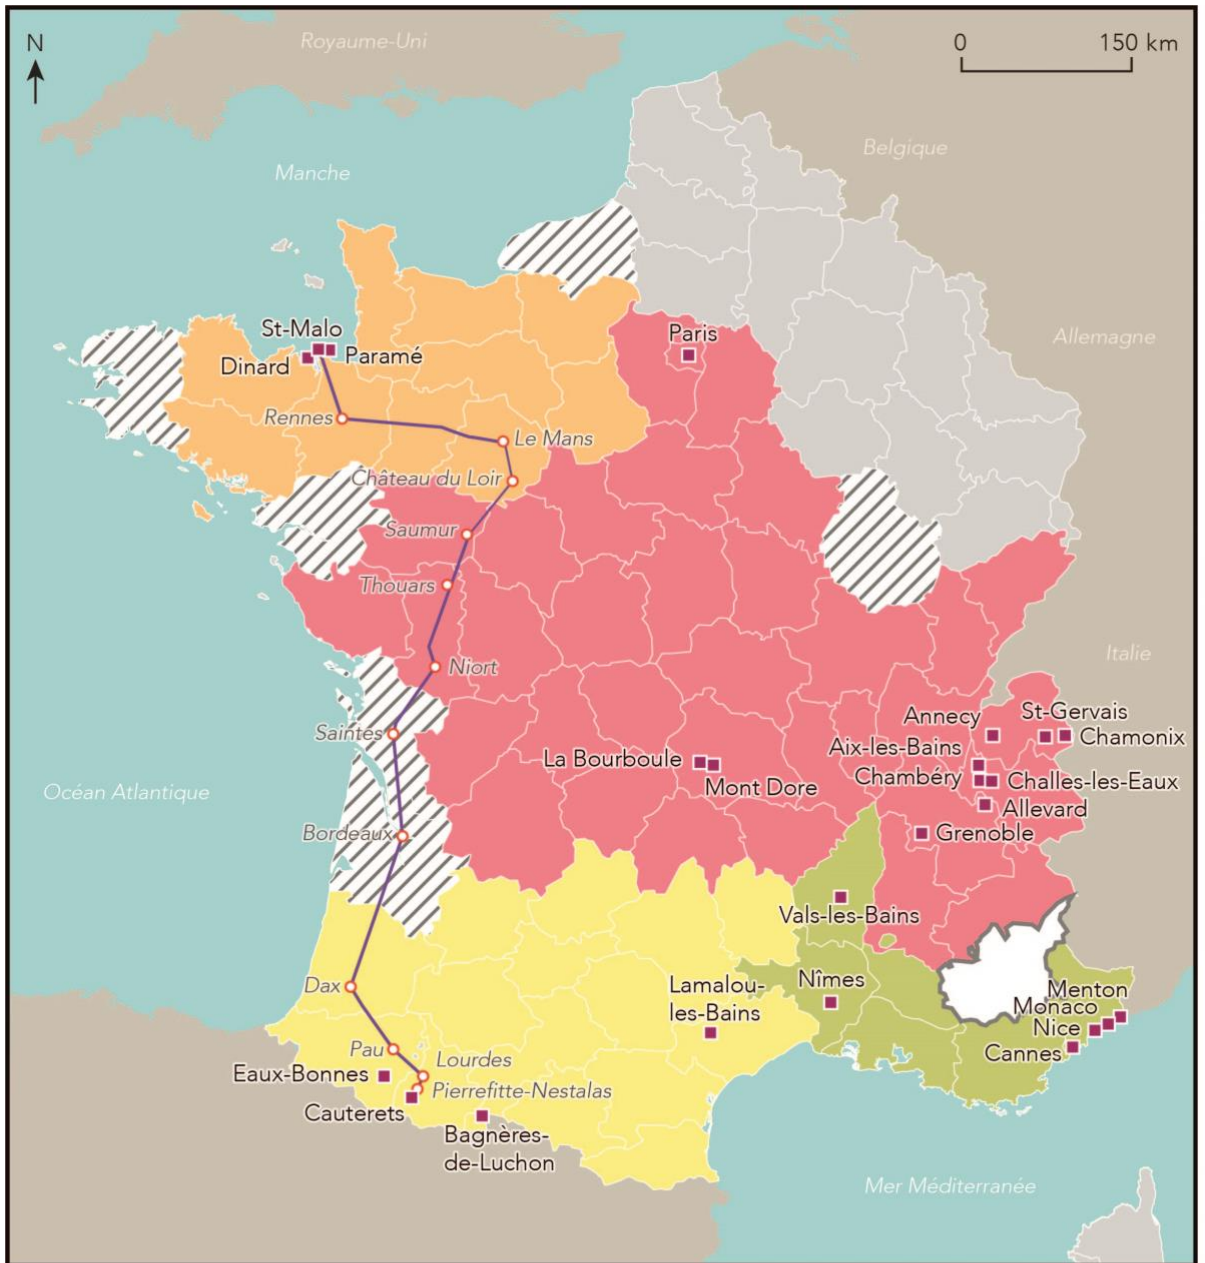 Royaume-Uni
N
0
150 km
Belgique
Manche
Allemagne
St-Malo
Paris
Dinard
Paramé
Rennes
Le Mans
Château du Loir
Saumur
Thouars
Italie
Niort
Annecy
St-Gervais
Saintes
Chamonix
Aix-les-Bains
La Bourboule
Chambéry
Challes-les-Eaux
Mont Dore
Océan Atlantique
Allevard
Bordeaux
Grenoble
Vals-les-Bains
Dax
Lamalou-
les-Bains
Nîmes
Menton
Monaco
Nice
Cannes
Pau
Lourdes
Eaux-Bonnes
Pierrefitte-Nestalas
Cauterets
Bagnères-
de-Luchon
Mer Méditerranée